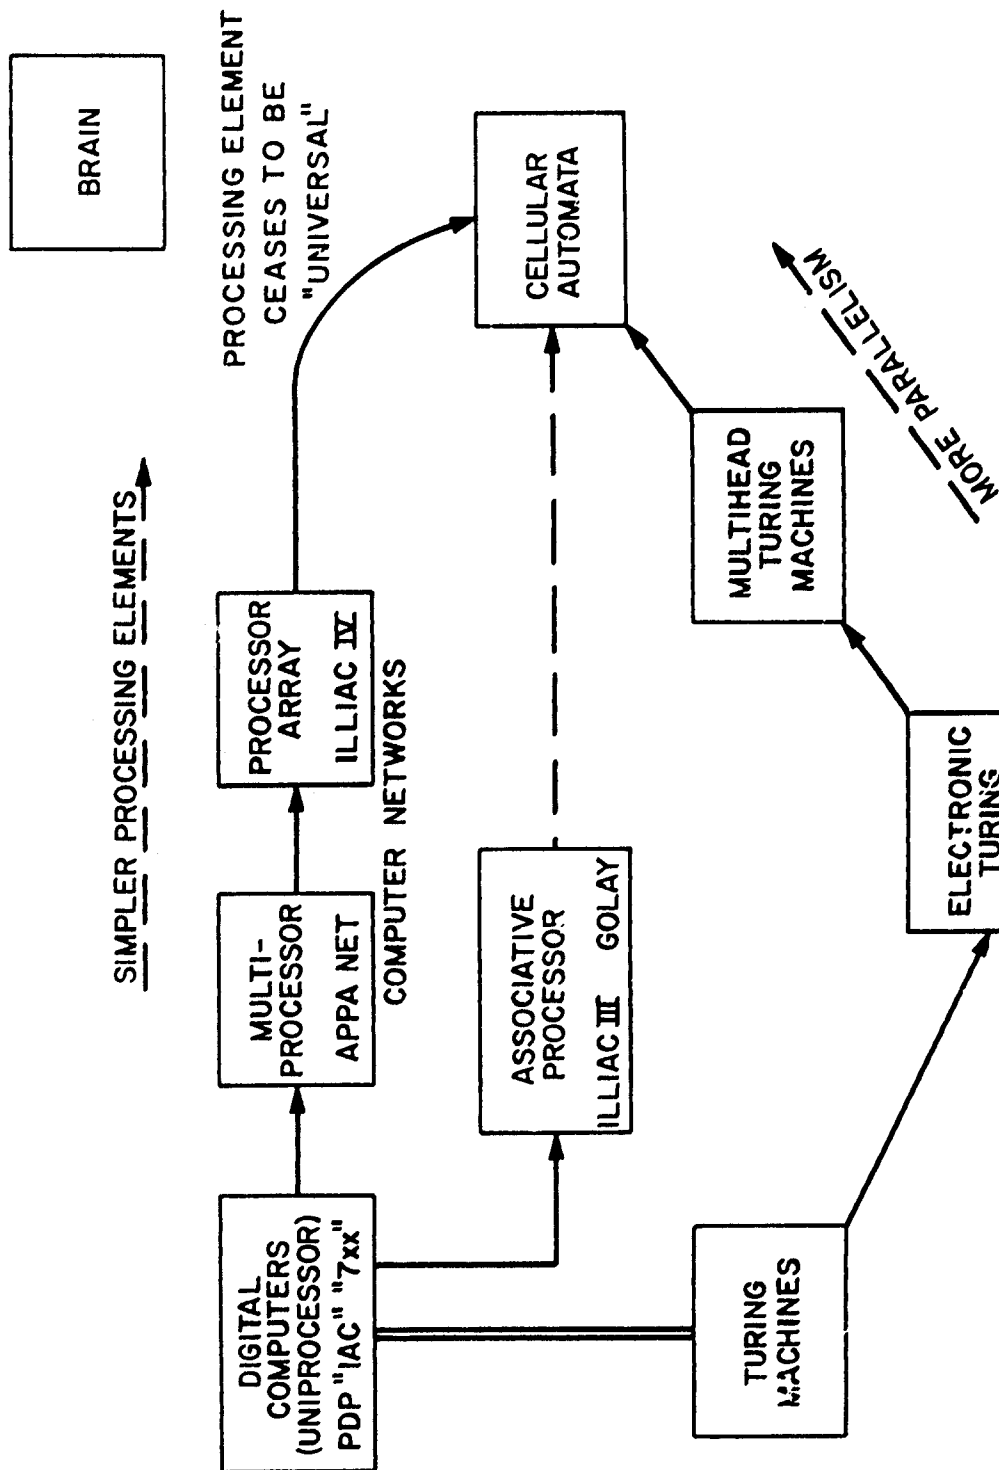 BRAIN
SIMPLER PROCESSING ELEMENTS
DIGITAL
COMPUTERS
(UNIPROCESSOR)
PDP "IAC" "7xx"
MULTI-
PROCESSOR
APPA NET
PROCESSOR
ARRAY
ILLIAC IV
PROCESSING ELEMENT
CEASES TO BE
"UNIVERSAL"
COMPUTER NETWORKS
ASSOCIATIVE
PROCESSOR
ILLIAC III GOLAY
CELLULAR
AUTOMATA
TURING
MACHINES
MULTIHEAD
TURING
MACHINES
MORE PARALLELISM
ELECTRONIC
TURING